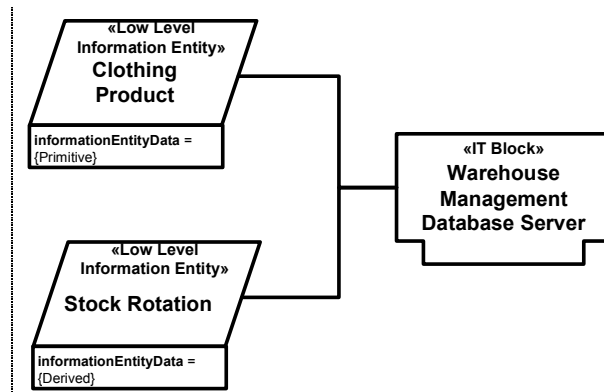 «Low Level
Information Entity»
Clothing
Product
informationEntityData =
{Primitive}
«IT Block»
Warehouse
Management
Database Server
«Low Level
Information Entity»
Stock Rotation
informationEntityData =
{Derived}